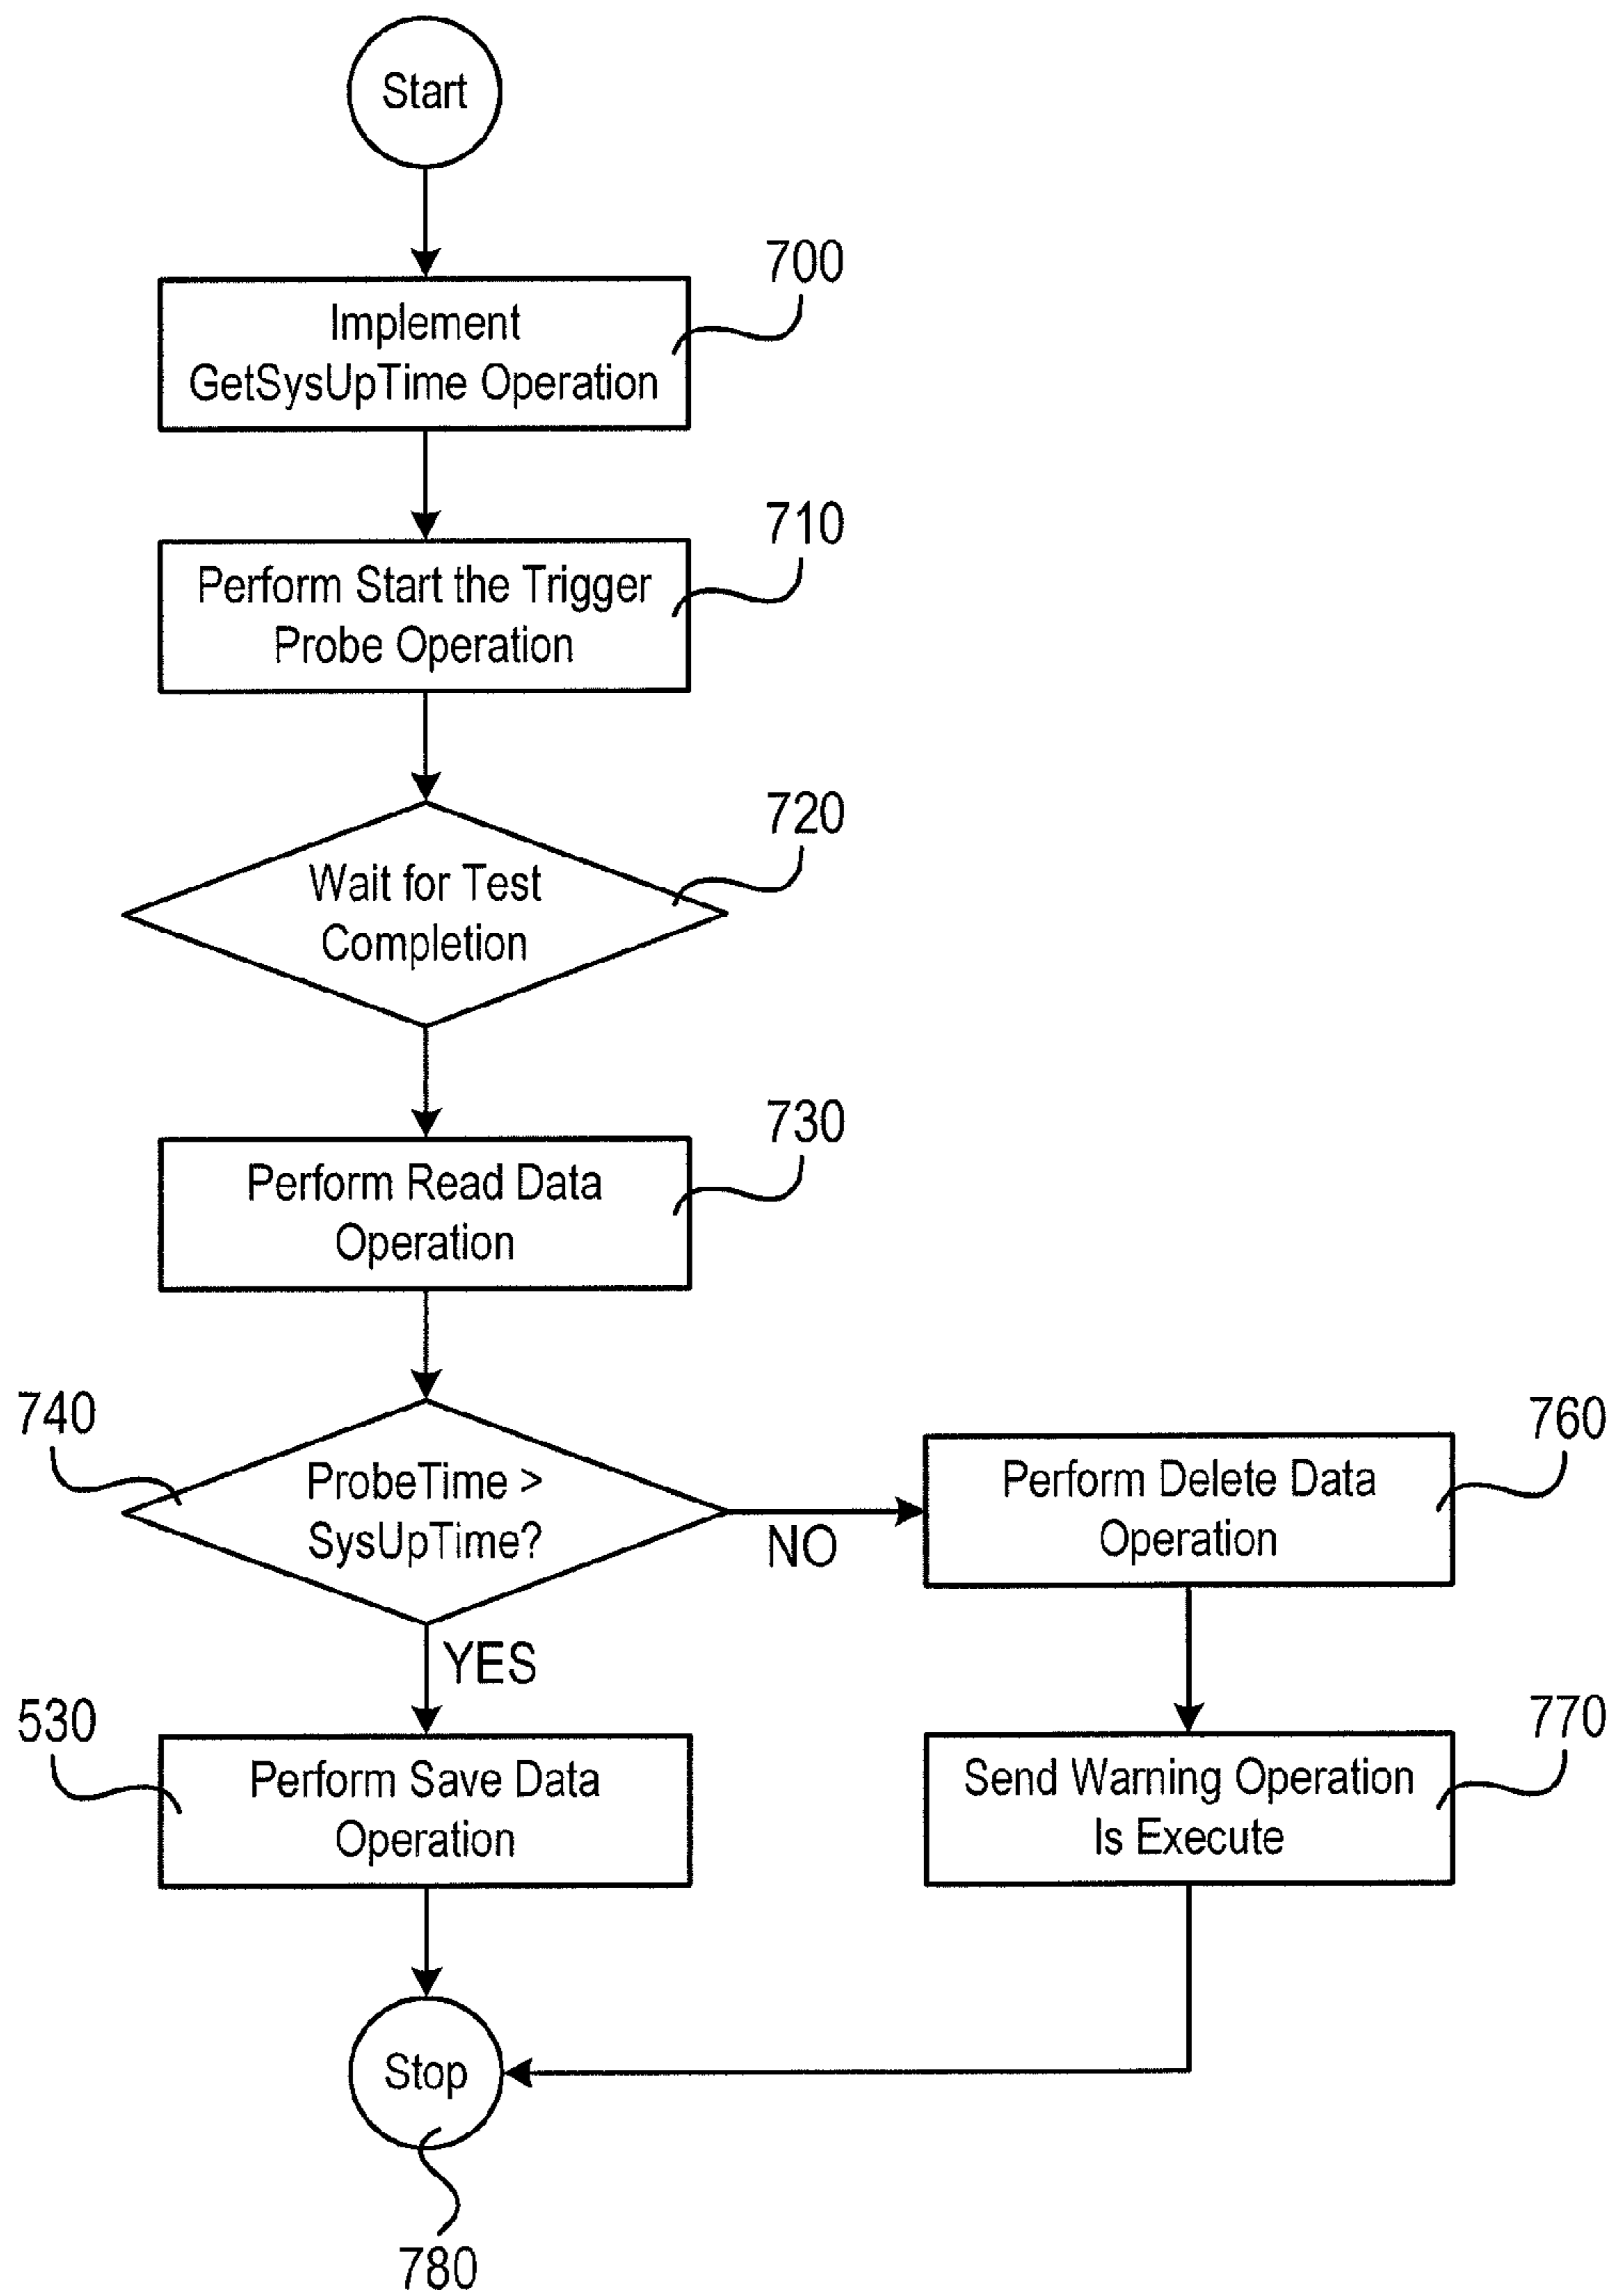 Start
700
Implement
GetSysUpTime Operation
710
Perform Start the Trigger
Probe Operation
720
Wait for Test
Completion
730
Perform Read Data
Operation
740
ProbeTime >
SysUpTime?
NO
YES
760
Perform Delete Data
Operation
530
Perform Save Data
Operation
770
Send Warning Operation
Is Execute
Stop
780